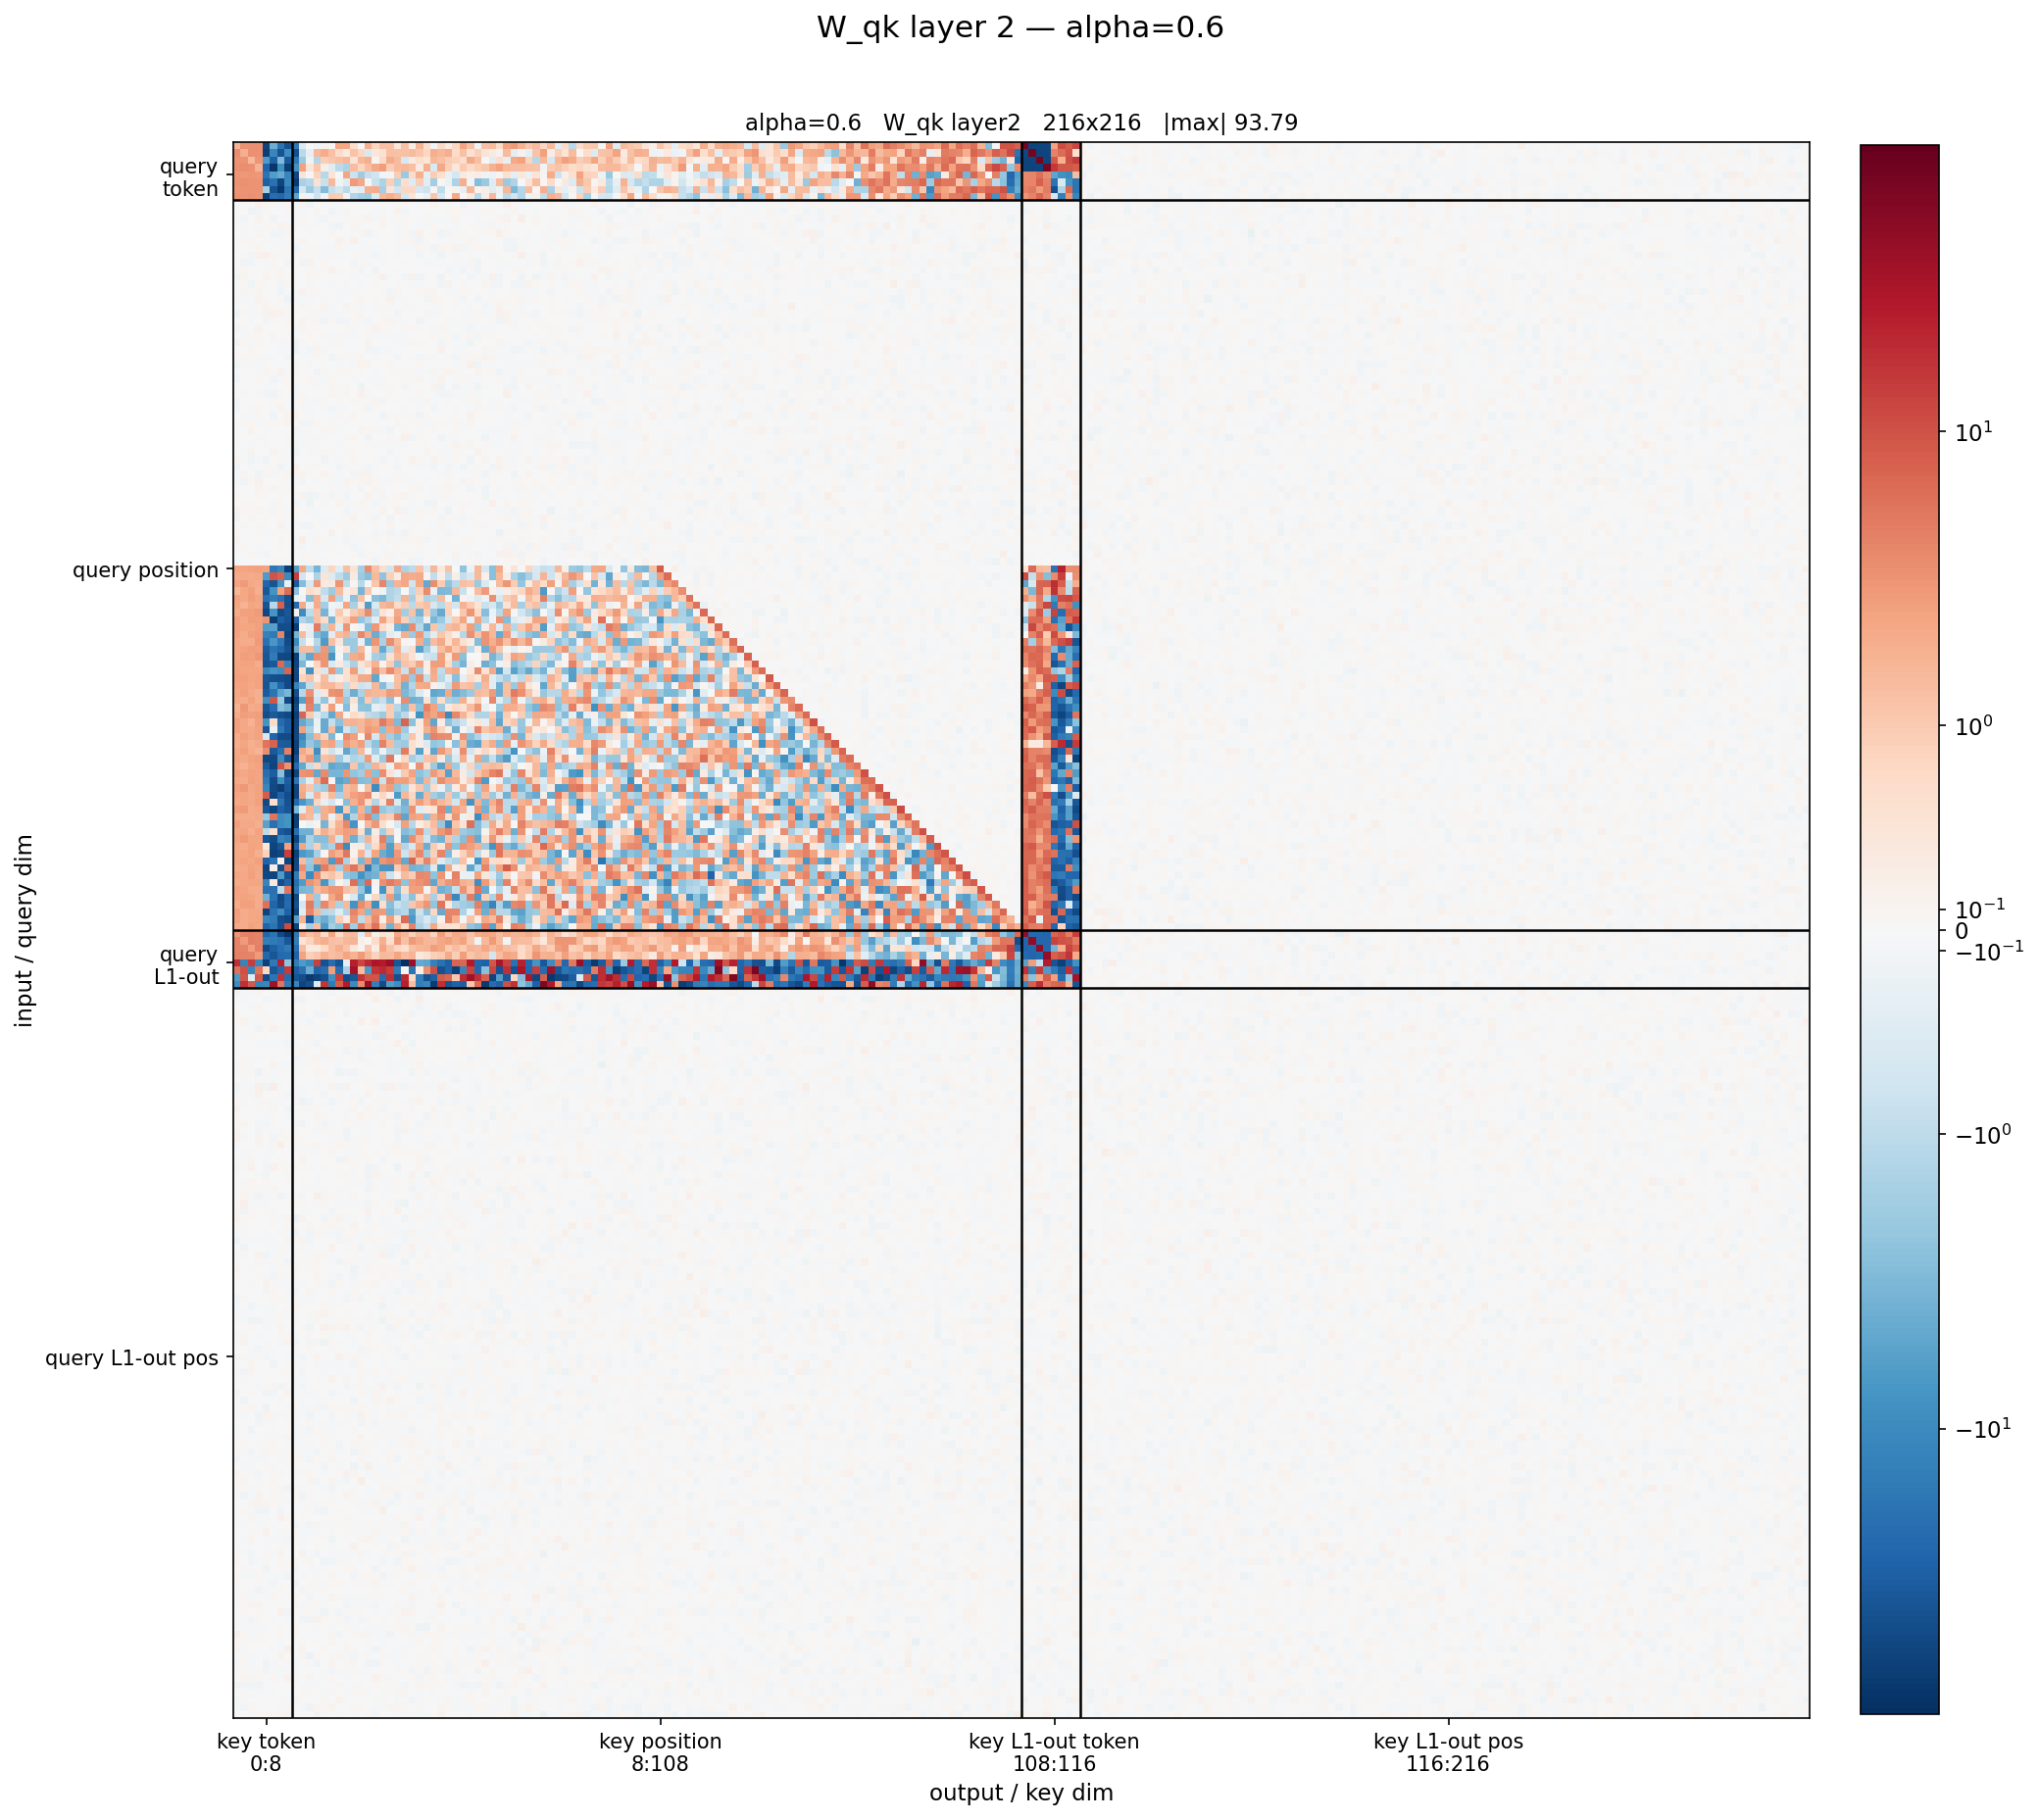 W_qk layer 2 — alpha=0.6
alpha=0.6   W_qk layer2   216x216   |max| 93.79
query
token
query position
query
L1-out
query L1-out pos
input / query dim
key token
0:8
key position
8:108
key L1-out token
108:116
key L1-out pos
116:216
output / key dim
10¹
10⁰
10⁻¹
0
−10⁻¹
−10⁰
−10¹